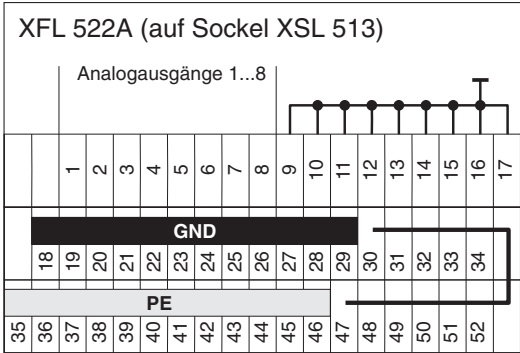 XFL 522A (auf Sockel XSL 513)
Analogausgänge 1...8
1 2 3 4 5 6 7 8 9 10 11 12 13 14 15 16 17
GND
18 19 20 21 22 23 24 25 26 27 28 29 30 31 32 33 34
PE
35 36 37 38 39 40 41 42 43 44 45 46 47 48 49 50 51 52